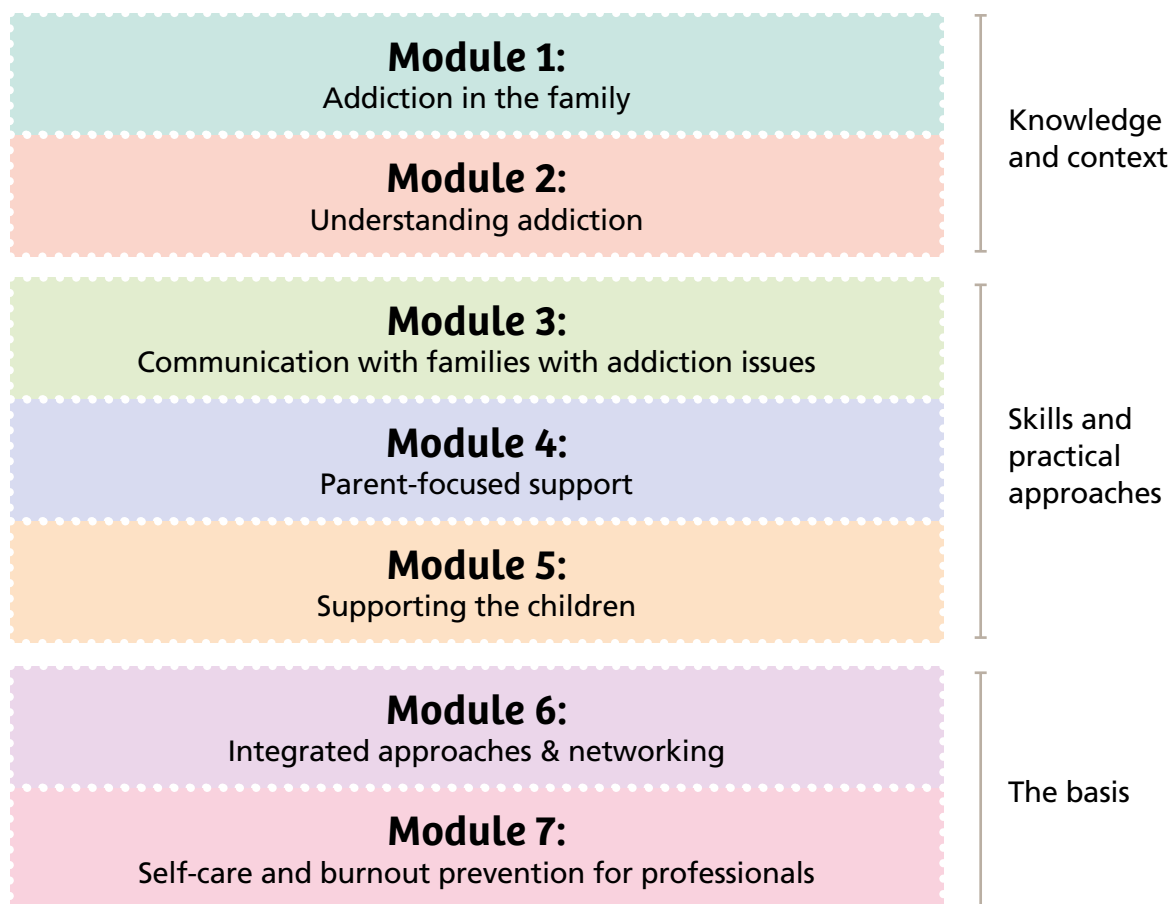 Module 1:
Addiction in the family
Module 2:
Understanding addiction
Knowledge
and context
Module 3:
Communication with families with addiction issues
Module 4:
Parent-focused support
Module 5:
Supporting the children
Skills and
practical
approaches
Module 6:
Integrated approaches & networking
Module 7:
Self-care and burnout prevention for professionals
The basis